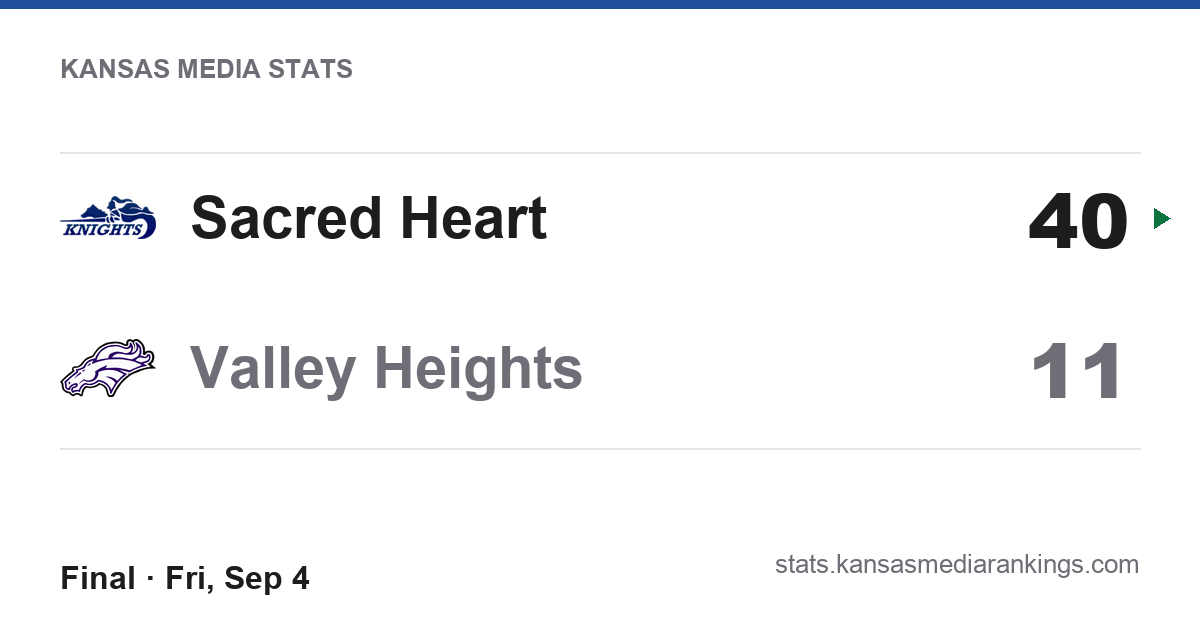 KANSAS MEDIA STATS
KNIGHTS
Sacred Heart
40
Valley Heights
11
Final · Fri, Sep 4
stats.kansasmediarankings.com